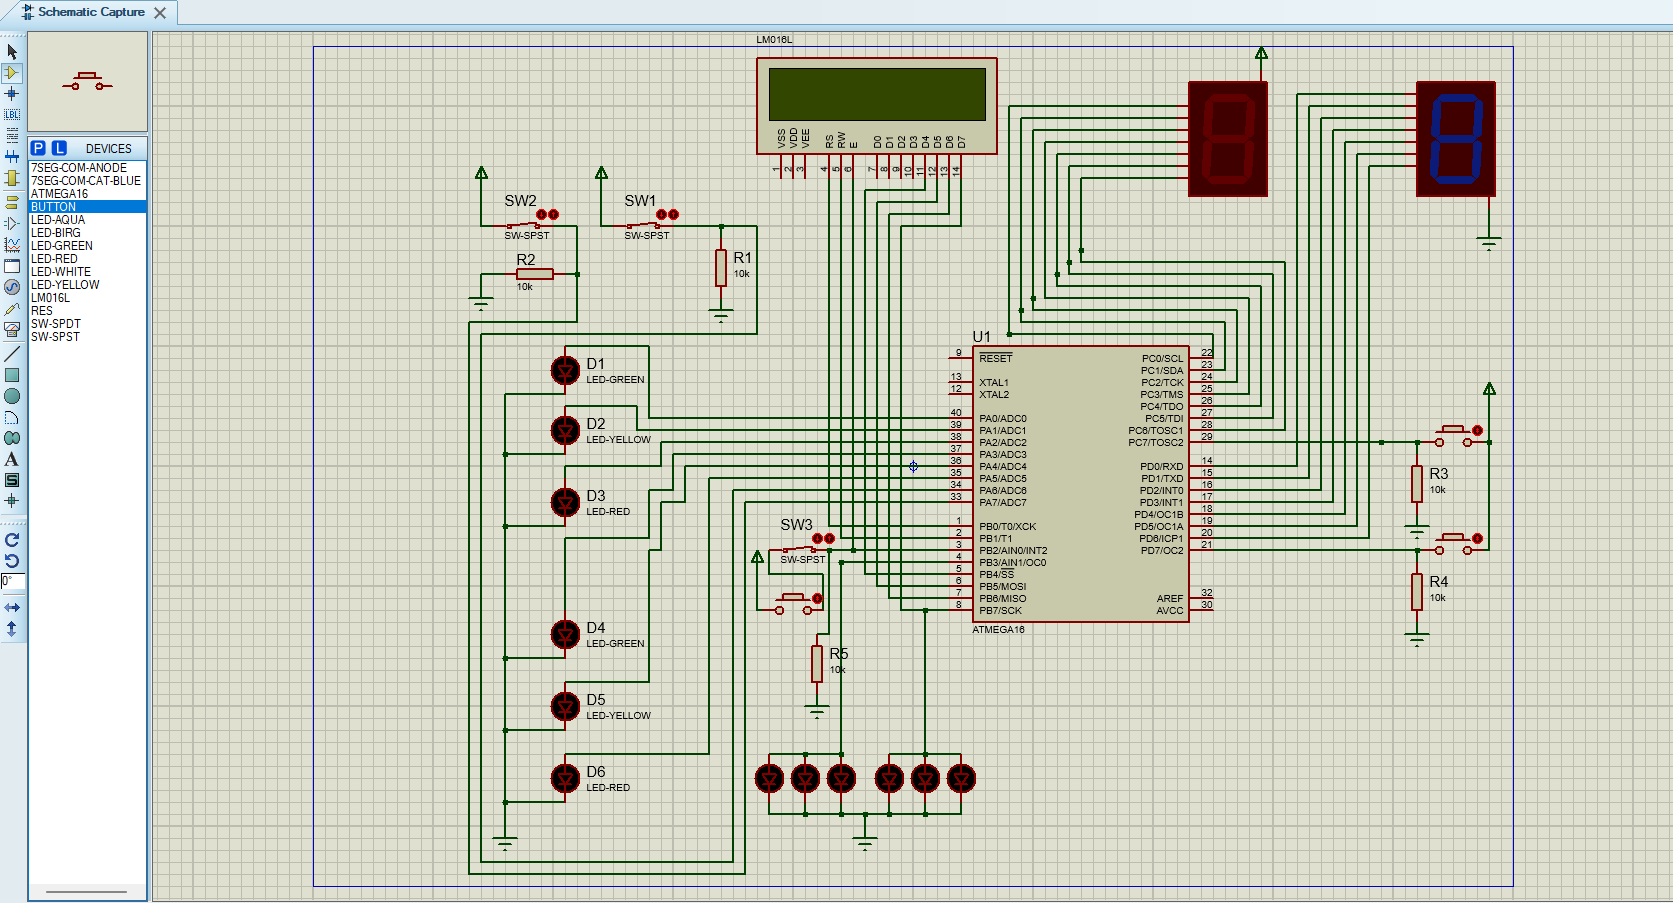 Schematic Capture
LBL
P L DEVICES
7SEG-COM-ANODE
7SEG-COM-CAT-BLUE
ATMEGA16
BUTTON
LED-AQUA
LED-BIRG
LED-GREEN
LED-RED
LED-WHITE
LED-YELLOW
LM016L
RES
SW-SPDT
SW-SPST
A
S
0°
LM016L
VSS
VDD
VEE
RS
RW
E
D0
D1
D2
D3
D4
D5
D6
D7
1
2
3
4
5
6
7
8
9
10
11
12
13
14
SW2
SW-SPST
SW1
SW-SPST
R2
10k
R1
10k
D1
LED-GREEN
D2
LED-YELLOW
D3
LED-RED
D4
LED-GREEN
D5
LED-YELLOW
D6
LED-RED
SW3
SW-SPST
R5
10k
U1
9 RESET
13 XTAL1
12 XTAL2
40 PA0/ADC0
39 PA1/ADC1
38 PA2/ADC2
37 PA3/ADC3
36 PA4/ADC4
35 PA5/ADC5
34 PA6/ADC6
33 PA7/ADC7
1 PB0/T0/XCK
2 PB1/T1
3 PB2/AIN0/INT2
4 PB3/AIN1/OC0
5 PB4/SS
6 PB5/MOSI
7 PB6/MISO
8 PB7/SCK
PC0/SCL 22
PC1/SDA 23
PC2/TCK 24
PC3/TMS 25
PC4/TDO 26
PC5/TDI 27
PC6/TOSC1 28
PC7/TOSC2 29
PD0/RXD 14
PD1/TXD 15
PD2/INT0 16
PD3/INT1 17
PD4/OC1B 18
PD5/OC1A 19
PD6/ICP1 20
PD7/OC2 21
AREF 32
AVCC 30
ATMEGA16
R3
10k
R4
10k